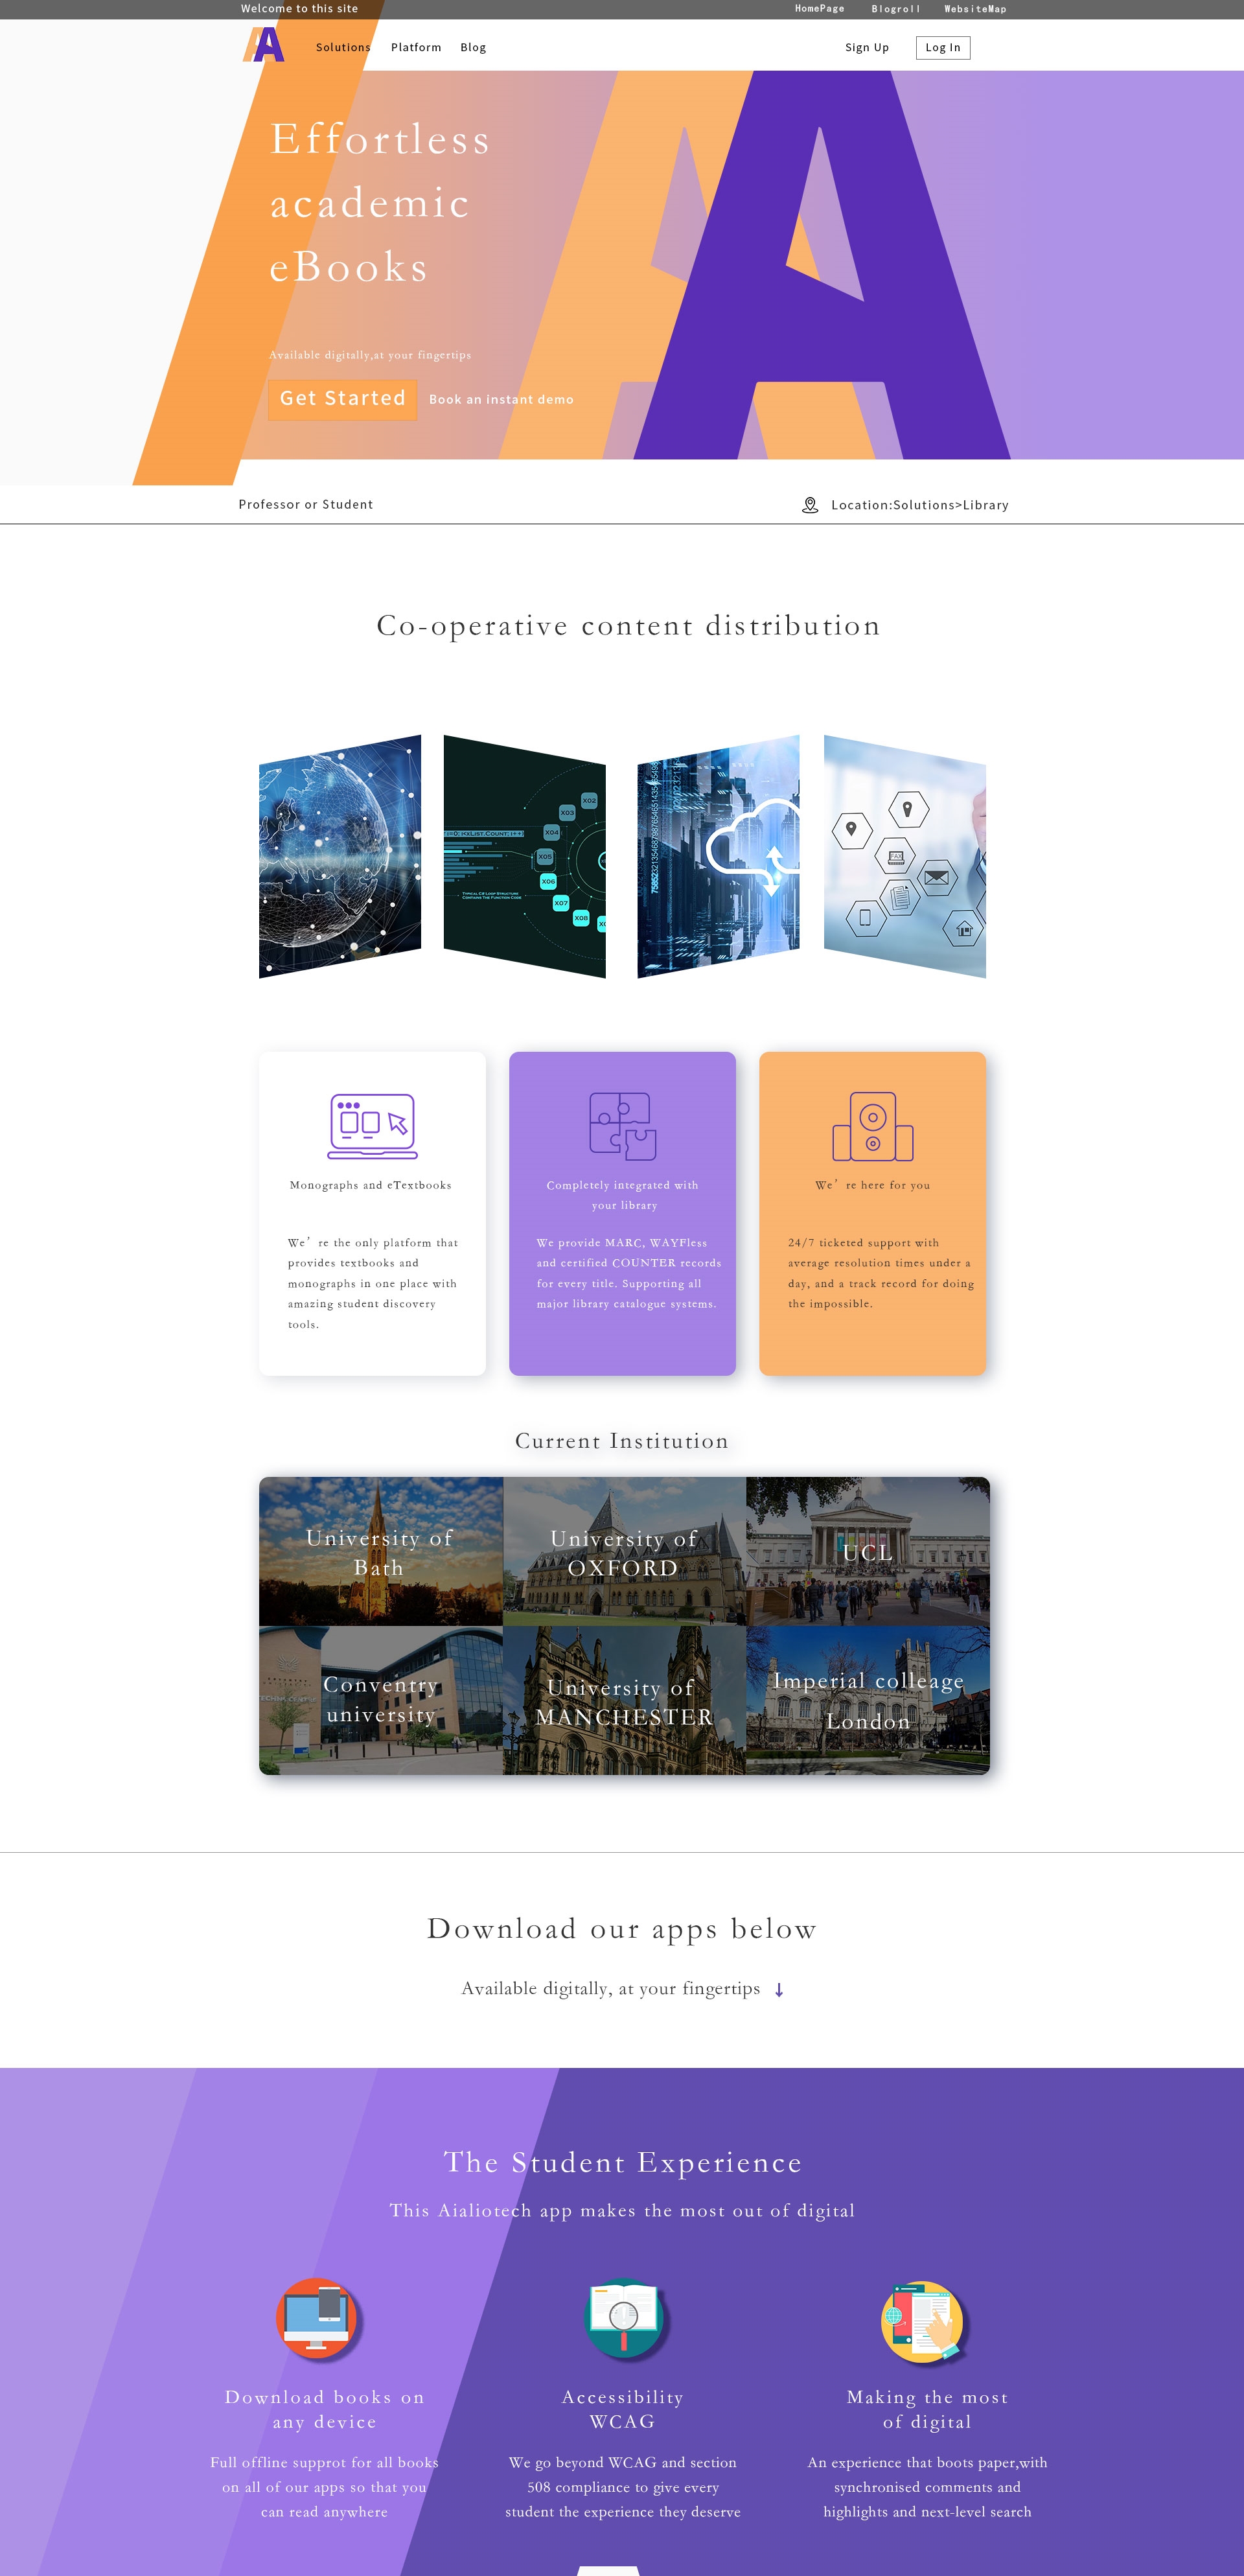 Welcome to this site
HomePage Blogroll WebsiteMap
AA
Solutions Platform Blog
Sign Up Log In
Effortless
academic
eBooks
Available digitally,at your fingertips
Get Started Book an instant demo
Professor or Student
Location:Solutions>Library
Co-operative content distribution
X02
X03
X04
X05
X06
X07
X08
TYPICAL C# LOOP STRUCTURE
CONTAINS THE FUNCTION CODE
FAX
Monographs and eTextbooks
We’re the only platform that
provides textbooks and
monographs in one place with
amazing student discovery
tools.
Completely integrated with
your library
We provide MARC, WAYFless
and certified COUNTER records
for every title. Supporting all
major library catalogue systems.
We’re here for you
24/7 ticketed support with
average resolution times under a
day, and a track record for doing
the impossible.
Current Institution
University of
Bath
University of
OXFORD
UCL
Conventry
university
University of
MANCHESTER
Imperial colleage
London
Download our apps below
Available digitally, at your fingertips
The Student Experience
This Aialiotech app makes the most out of digital
Download books on
any device
Full offline supprot for all books
on all of our apps so that you
can read anywhere
Accessibility
WCAG
We go beyond WCAG and section
508 compliance to give every
student the experience they deserve
Making the most
of digital
An experience that boots paper,with
synchronised comments and
highlights and next-level search